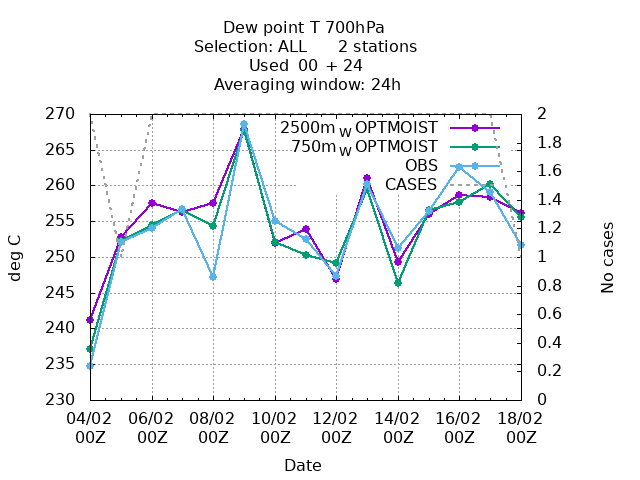 Dew point T 700hPa
Selection: ALL      2 stations
Used  00  + 24
Averaging window: 24h
2500m W OPTMOIST
750m W OPTMOIST
OBS
CASES
270
265
260
255
250
245
240
235
230
2
1.8
1.6
1.4
1.2
1
0.8
0.6
0.4
0.2
0
deg C
No cases
04/02 06/02 08/02 10/02 12/02 14/02 16/02 18/02
00Z 00Z 00Z 00Z 00Z 00Z 00Z 00Z
Date